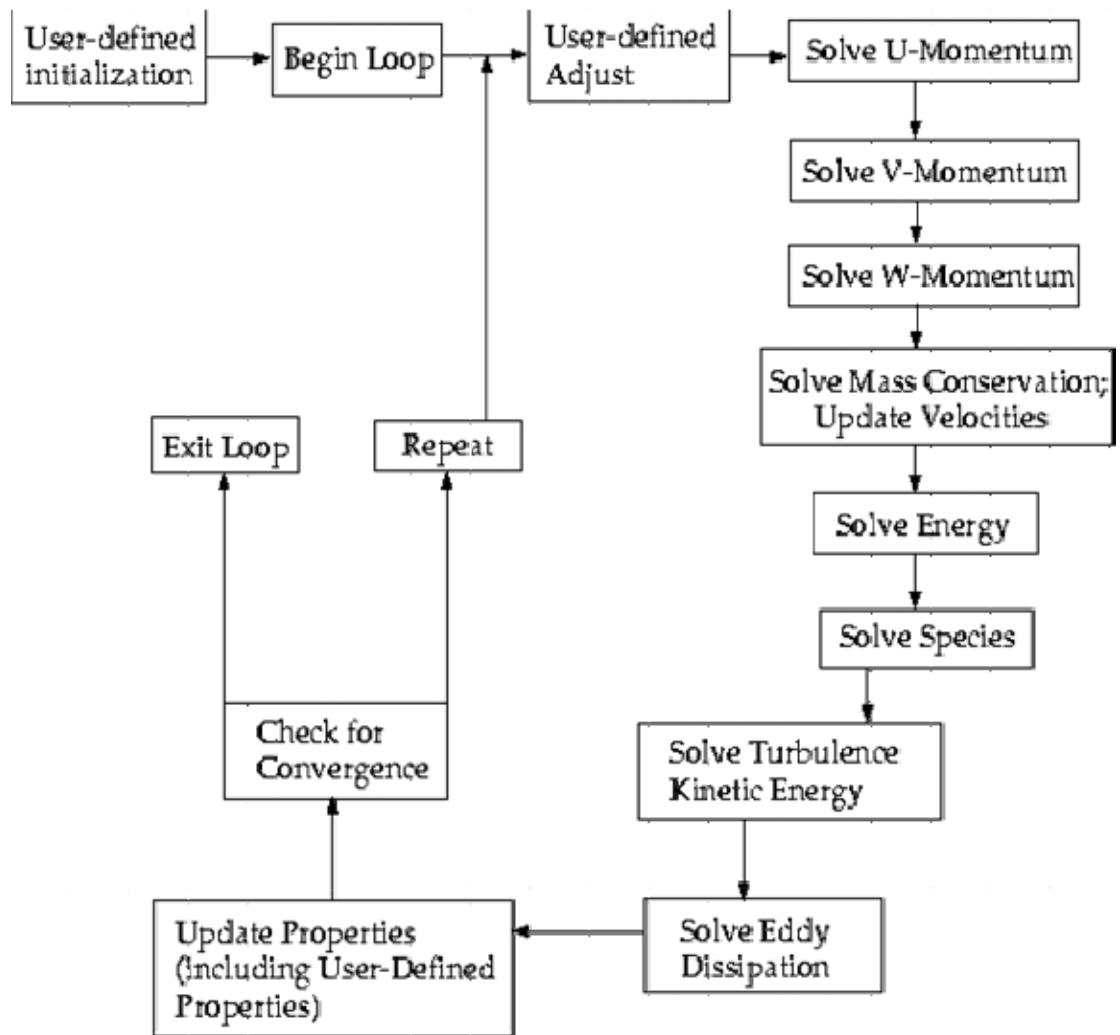 User-defined
initialization
Begin Loop
User-defined
Adjust
Solve U-Momentum
Solve V-Momentum
Solve W-Momentum
Solve Mass Conservation;
Update Velocities
Exit Loop
Repeat
Solve Energy
Solve Species
Check for
Convergence
Solve Turbulence
Kinetic Energy
Update Properties
(including User-Defined
Properties)
Solve Eddy
Dissipation